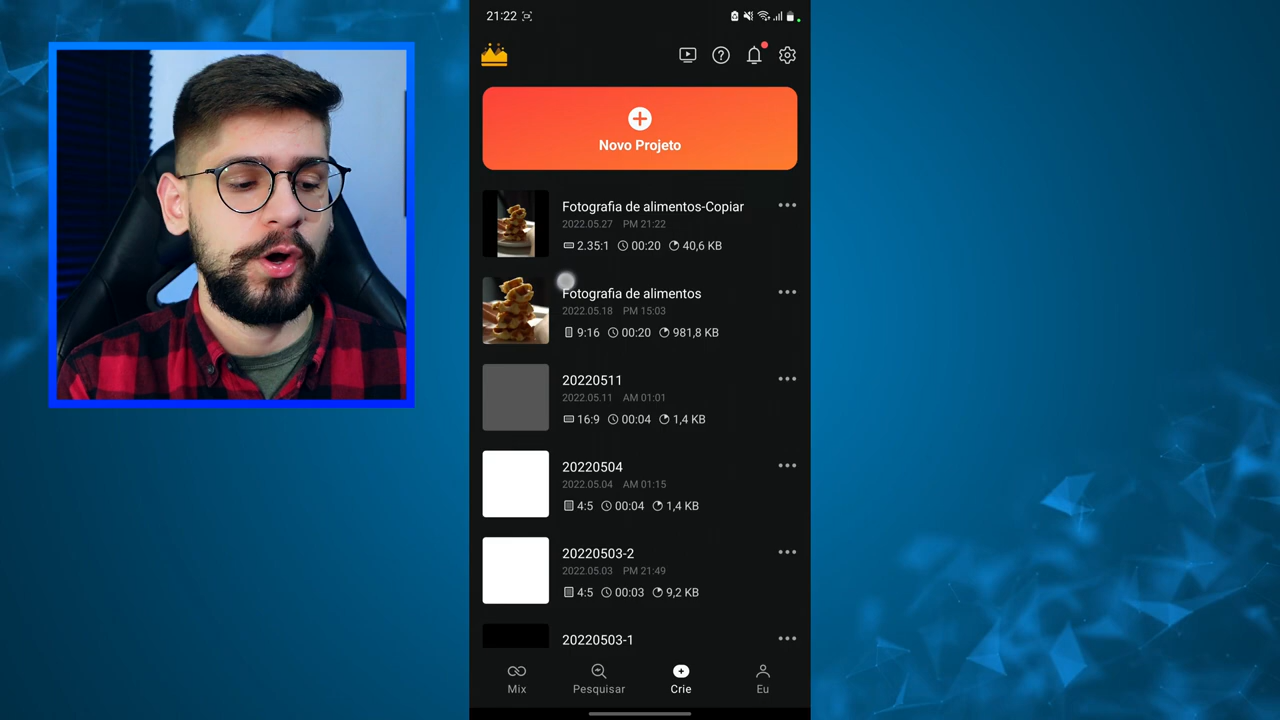 21:22
Novo Projeto
Fotografia de alimentos-Copiar
2022.05.27 PM 21:22
2.35:1 00:20 40,6 KB
Fotografia de alimentos
2022.05.18 PM 15:03
9:16 00:20 981,8 KB
20220511
2022.05.11 AM 01:01
16:9 00:04 1,4 KB
20220504
2022.05.04 AM 01:15
4:5 00:04 1,4 KB
20220503-2
2022.05.03 PM 21:49
4:5 00:03 9,2 KB
20220503-1
Mix Pesquisar Crie Eu